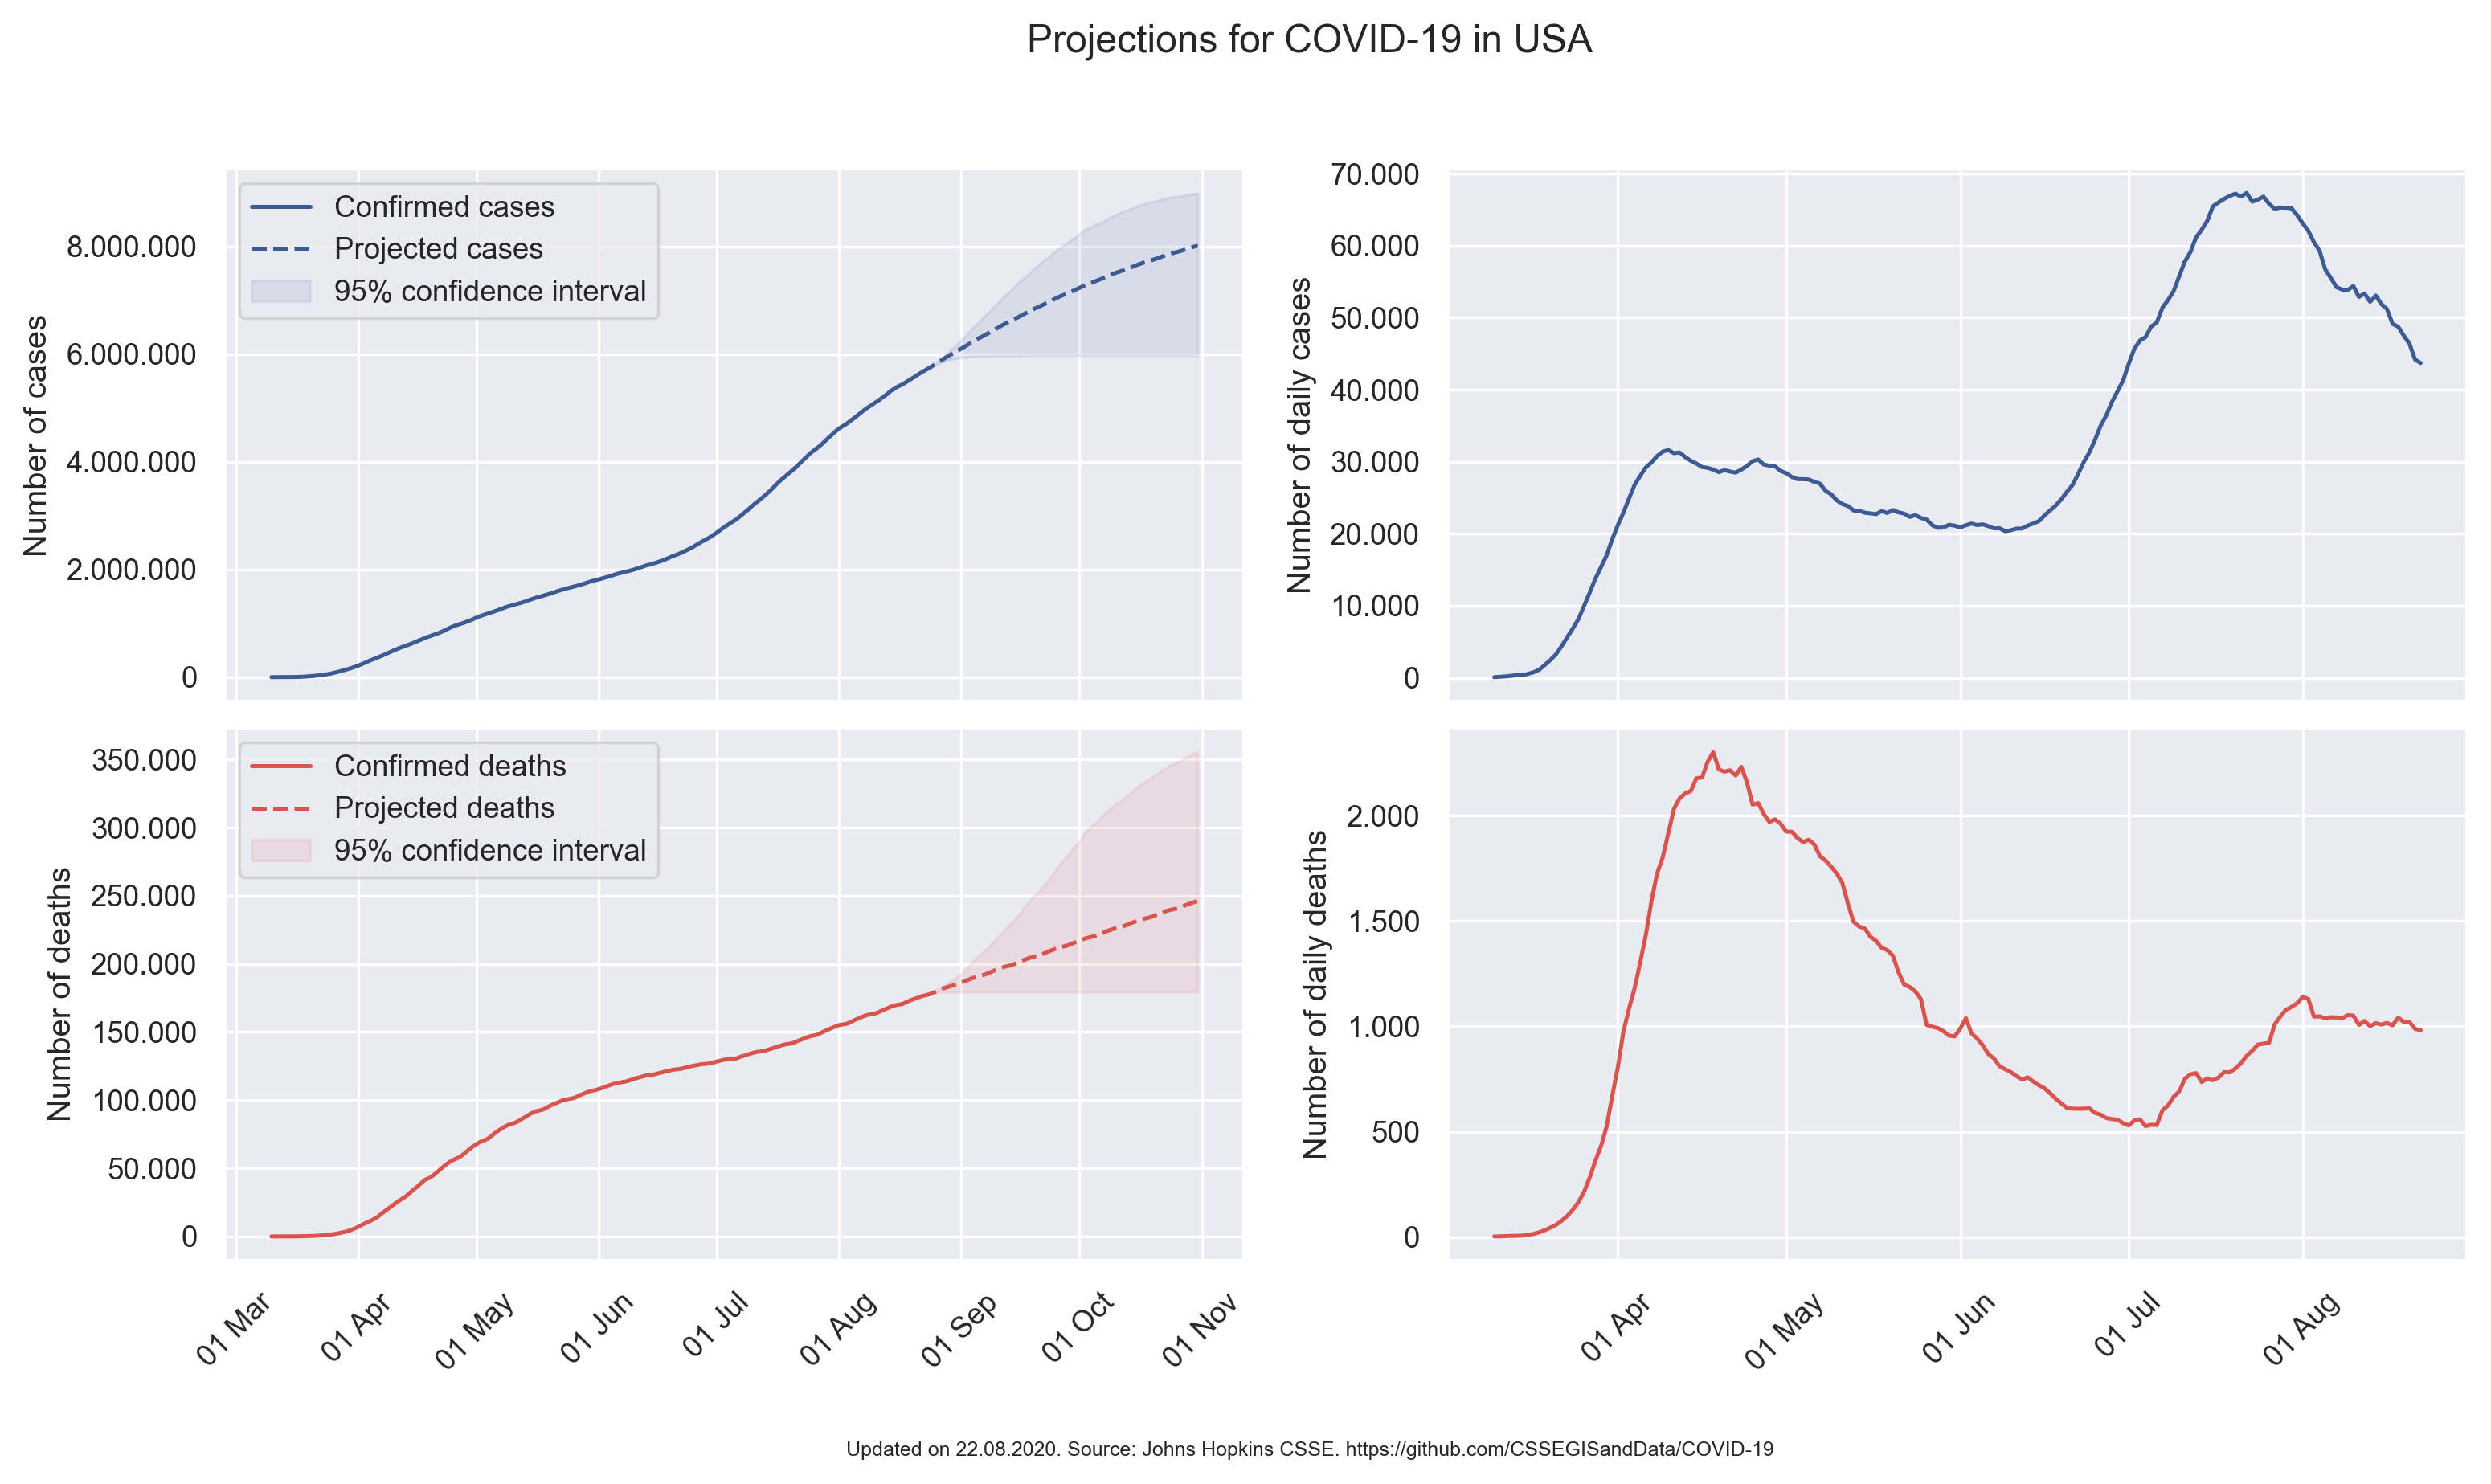 Projections for COVID-19 in USA
Number of cases
8.000.000
6.000.000
4.000.000
2.000.000
0
Confirmed cases
Projected cases
95% confidence interval
Number of daily cases
70.000
60.000
50.000
40.000
30.000
20.000
10.000
0
Number of deaths
350.000
300.000
250.000
200.000
150.000
100.000
50.000
0
Confirmed deaths
Projected deaths
95% confidence interval
01 Mar
01 Apr
01 May
01 Jun
01 Jul
01 Aug
01 Sep
01 Oct
01 Nov
Number of daily deaths
2.000
1.500
1.000
500
0
01 Apr
01 May
01 Jun
01 Jul
01 Aug
Updated on 22.08.2020. Source: Johns Hopkins CSSE. https://github.com/CSSEGISandData/COVID-19